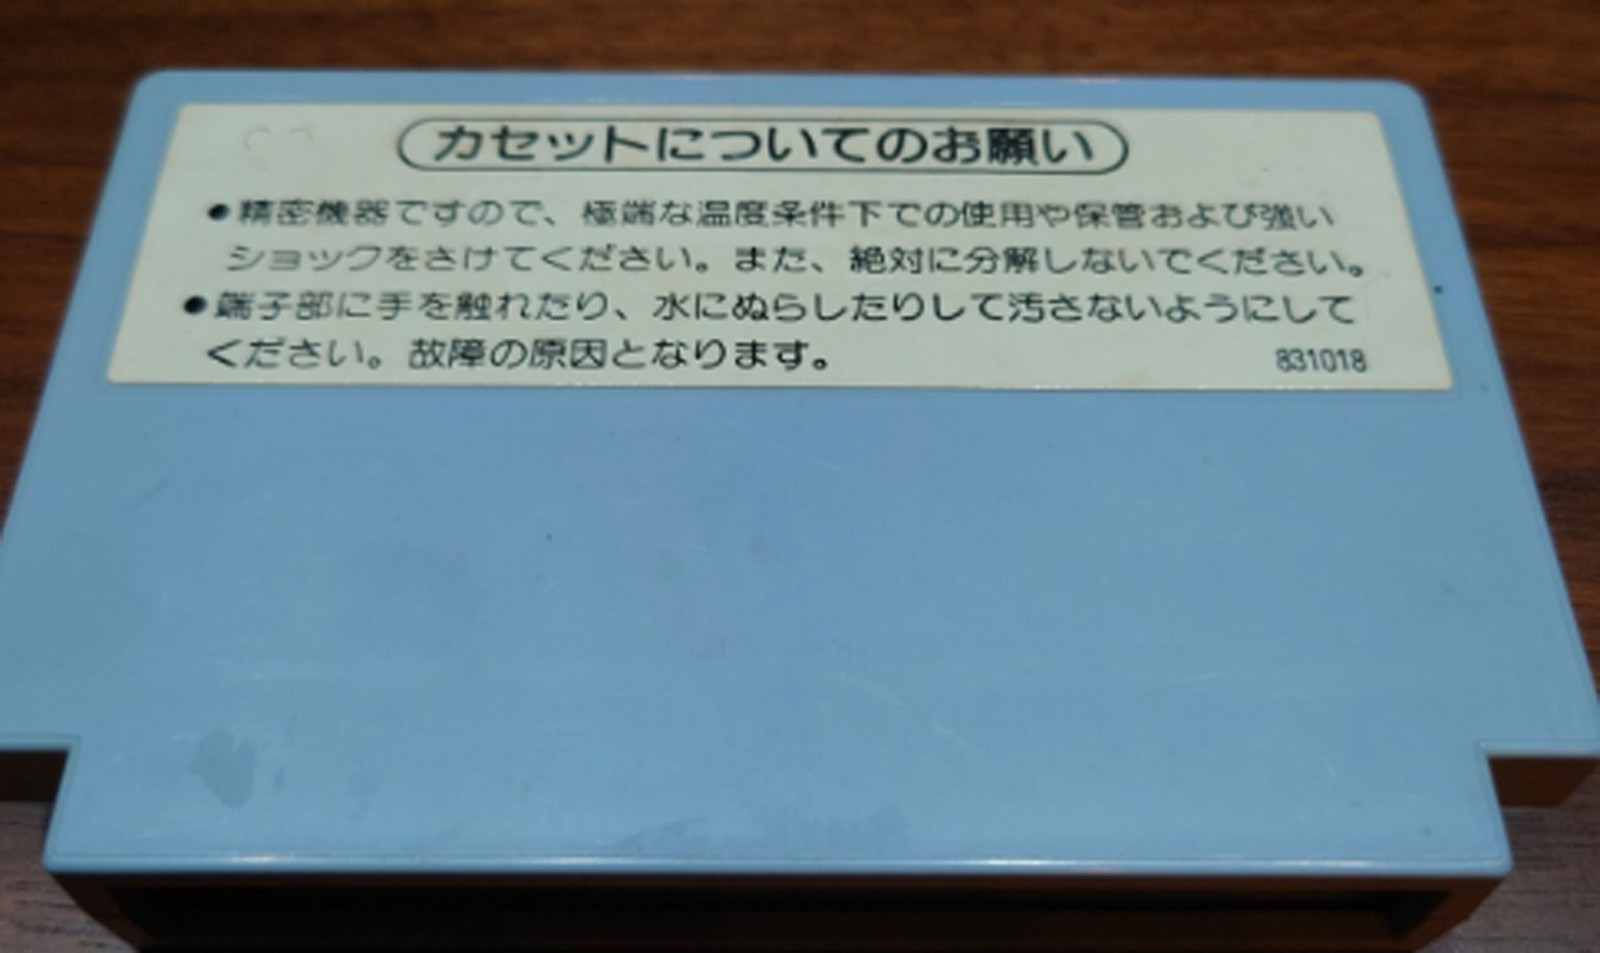 カセットについてのお願い
●精密機器ですので、極端な温度条件下での使用や保管および強い
ショックをさけてください。また、絶対に分解しないでください。
●端子部に手を触れたり、水にぬらしたりして汚さないようにして
ください。故障の原因となります。
831018